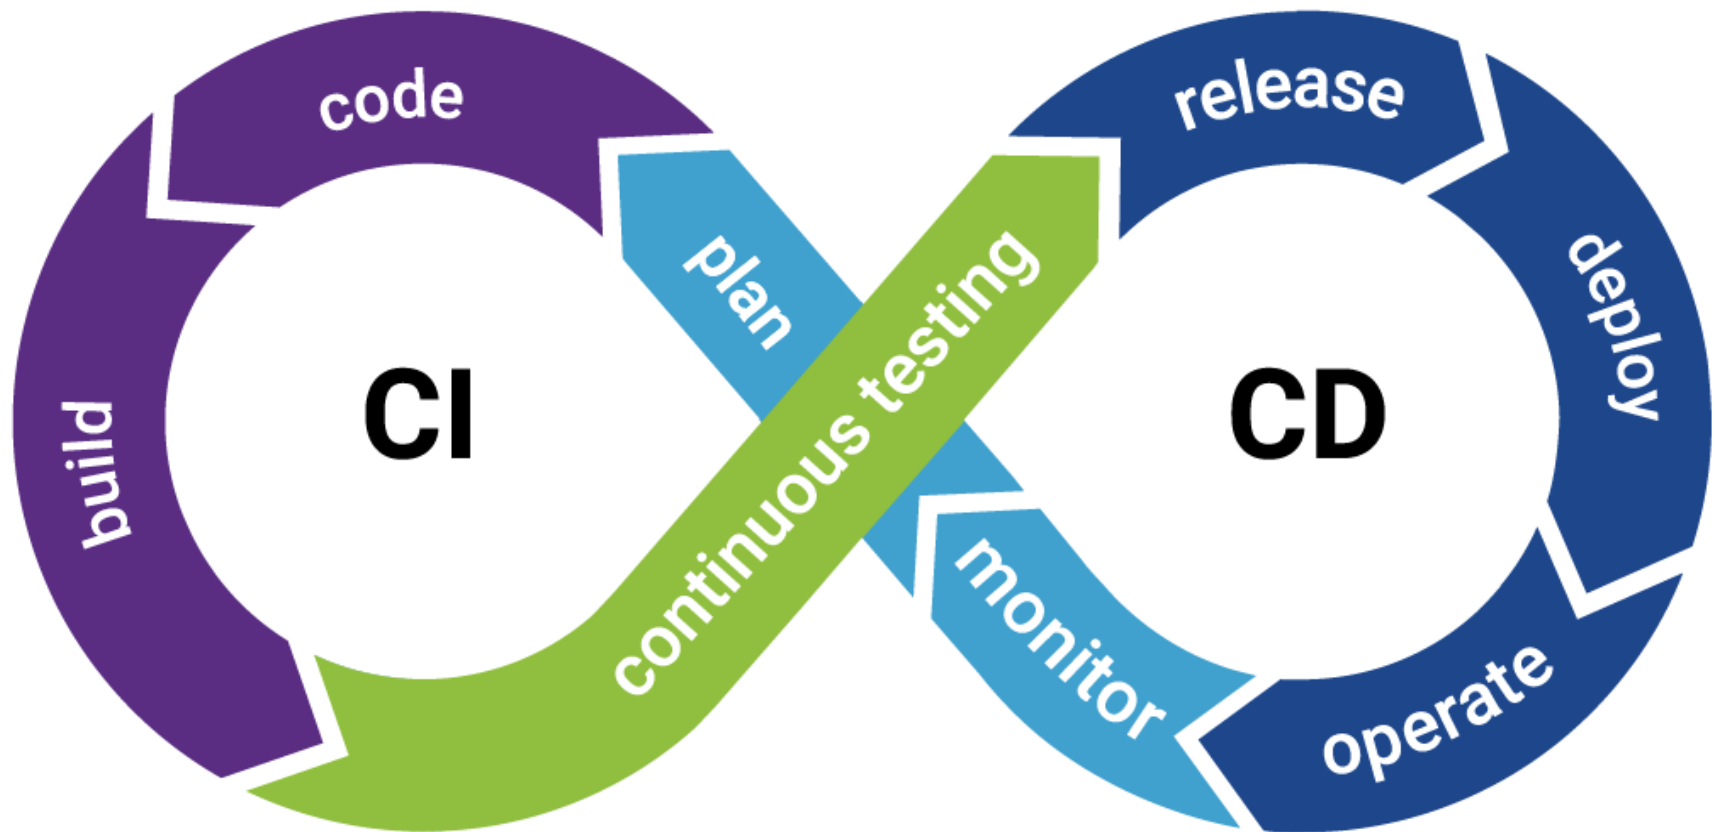 code
release
plan
continuous testing
deploy
CI
CD
build
monitor
operate